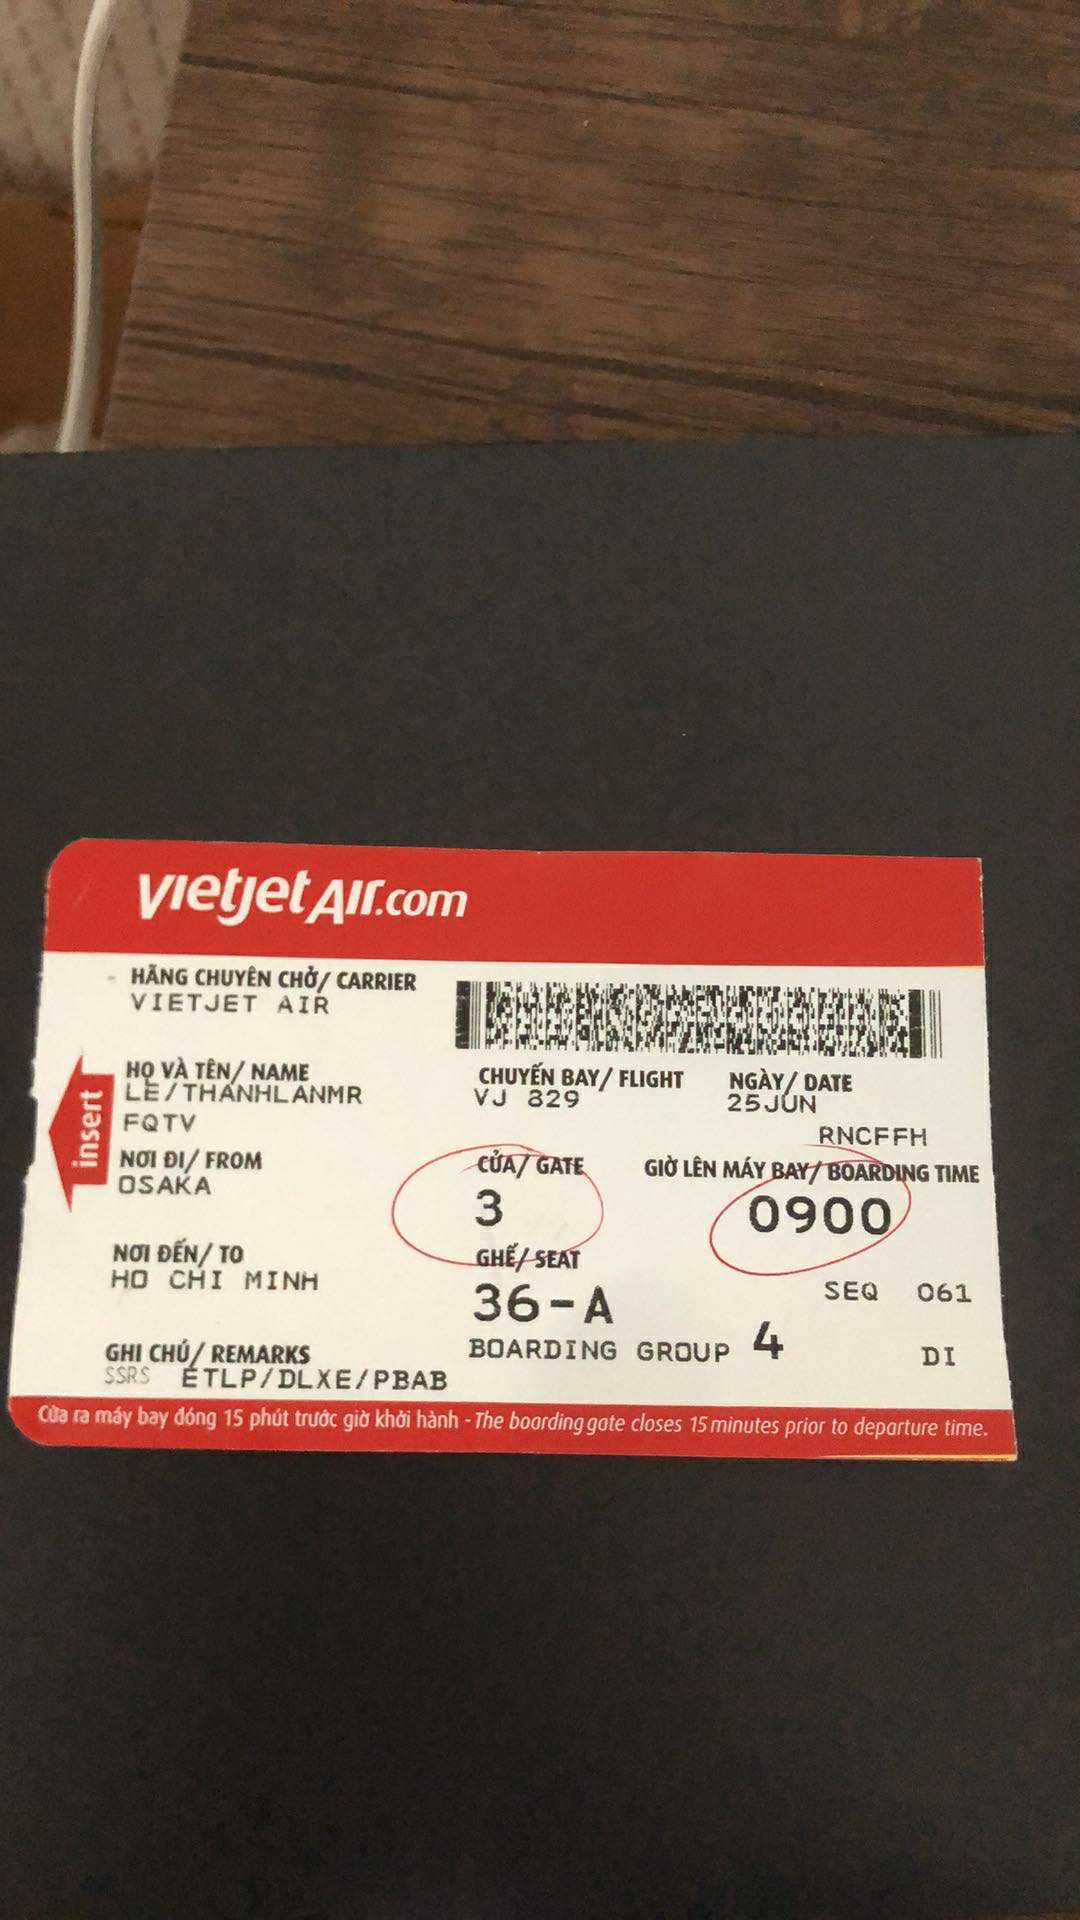 vietjet Air.com
HÃNG CHUYÊN CHỞ/ CARRIER
VIETJET AIR
HỌ VÀ TÊN/ NAME
LE/THANHLANMR
FQTV
CHUYẾN BAY/ FLIGHT
VJ 829
NGÀY/ DATE
25JUN
RNCFFH
insert
NƠI ĐI/ FROM
OSAKA
CỬA/ GATE
3
GIỜ LÊN MÁY BAY/ BOARDING TIME
0900
NƠI ĐẾN/ TO
HO CHI MINH
GHẾ/ SEAT
36-A
SEQ 061
BOARDING GROUP 4
DI
GHI CHÚ/ REMARKS
SSRS ETLP/DLXE/PBAB
Cửa ra máy bay đóng 15 phút trước giờ khởi hành - The boarding gate closes 15 minutes prior to departure time.